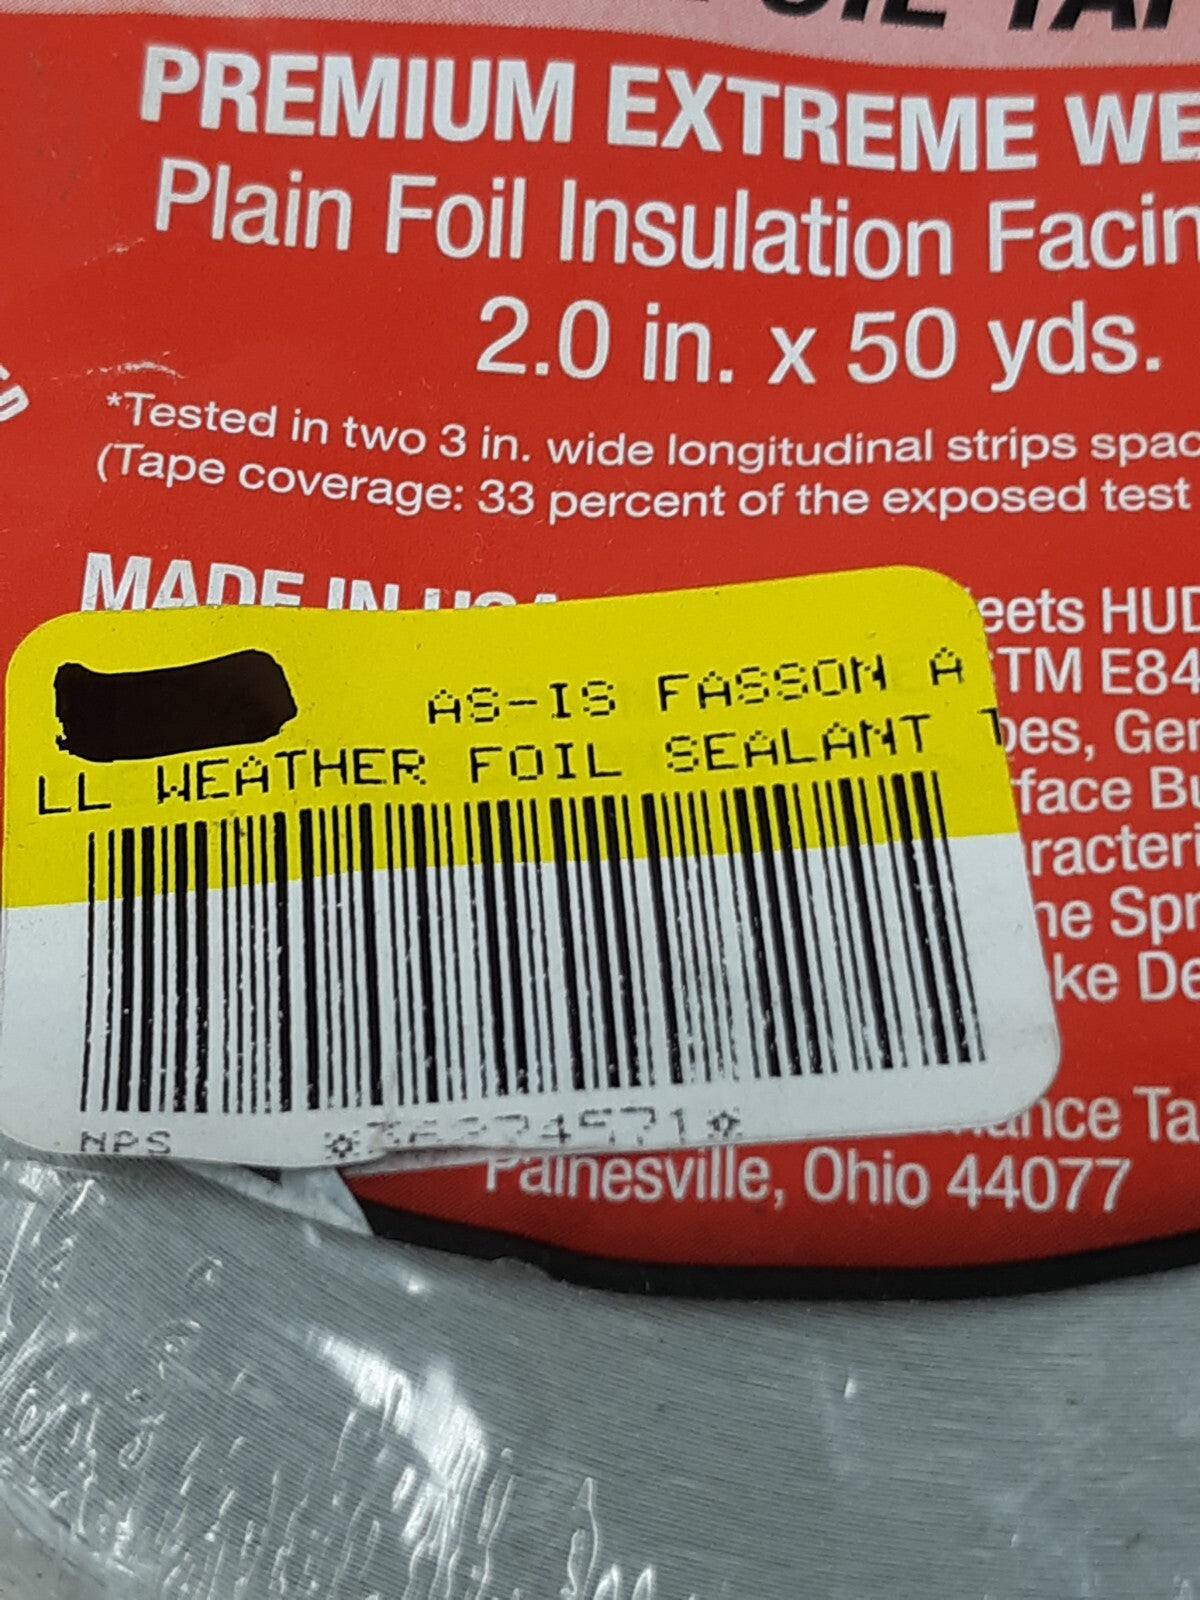 PREMIUM EXTREME WE
Plain Foil Insulation Facin
2.0 in. x 50 yds.
*Tested in two 3 in. wide longitudinal strips spac
(Tape coverage: 33 percent of the exposed test
MADE IN USA
eets HUD
TM E84
AS-IS FASSON A
LL WEATHER FOIL SEALANT T
pes, Ger
face Bu
racteri
ne Spr
ke De
NPS
nce Ta
Painesville, Ohio 44077